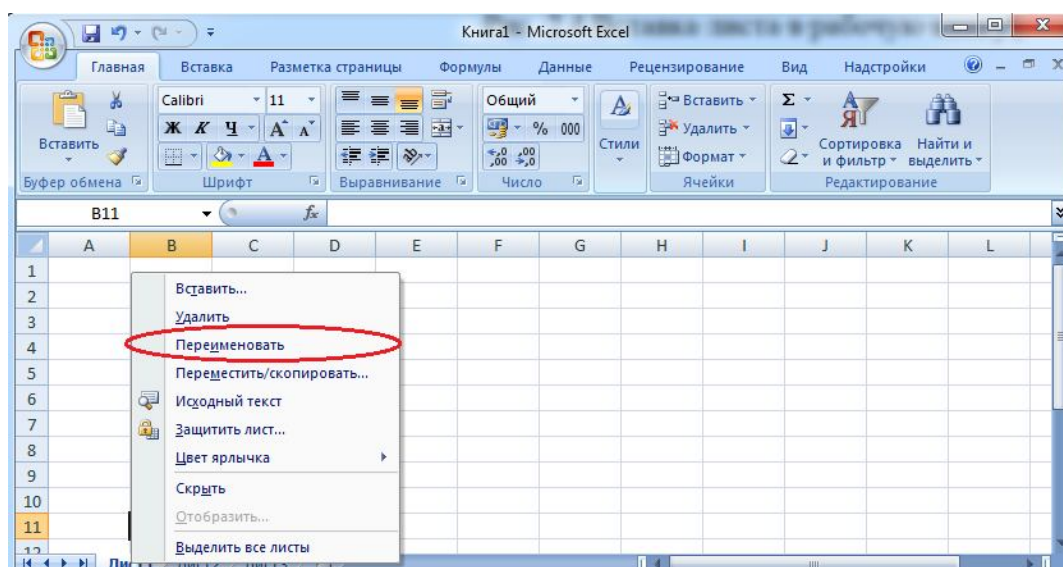 Книга1 - Microsoft Excel
Главная Вставка Разметка страницы Формулы Данные Рецензирование Вид Надстройки
Calibri 11 Общий Вставить Σ
Ж К Ч А А % 000 Удалить
Вставить Стили Формат Сортировка Найти и
и фильтр выделить
Буфер обмена Шрифт Выравнивание Число Ячейки Редактирование
B11 fx
A B C D E F G H I J K L
1
2 Вставить...
3 Удалить
4 Переименовать
5 Переместить/скопировать...
6 Исходный текст
7 Защитить лист...
8 Цвет ярлычка
9
10 Скрыть
11 Отобразить...
12 Выделить все листы